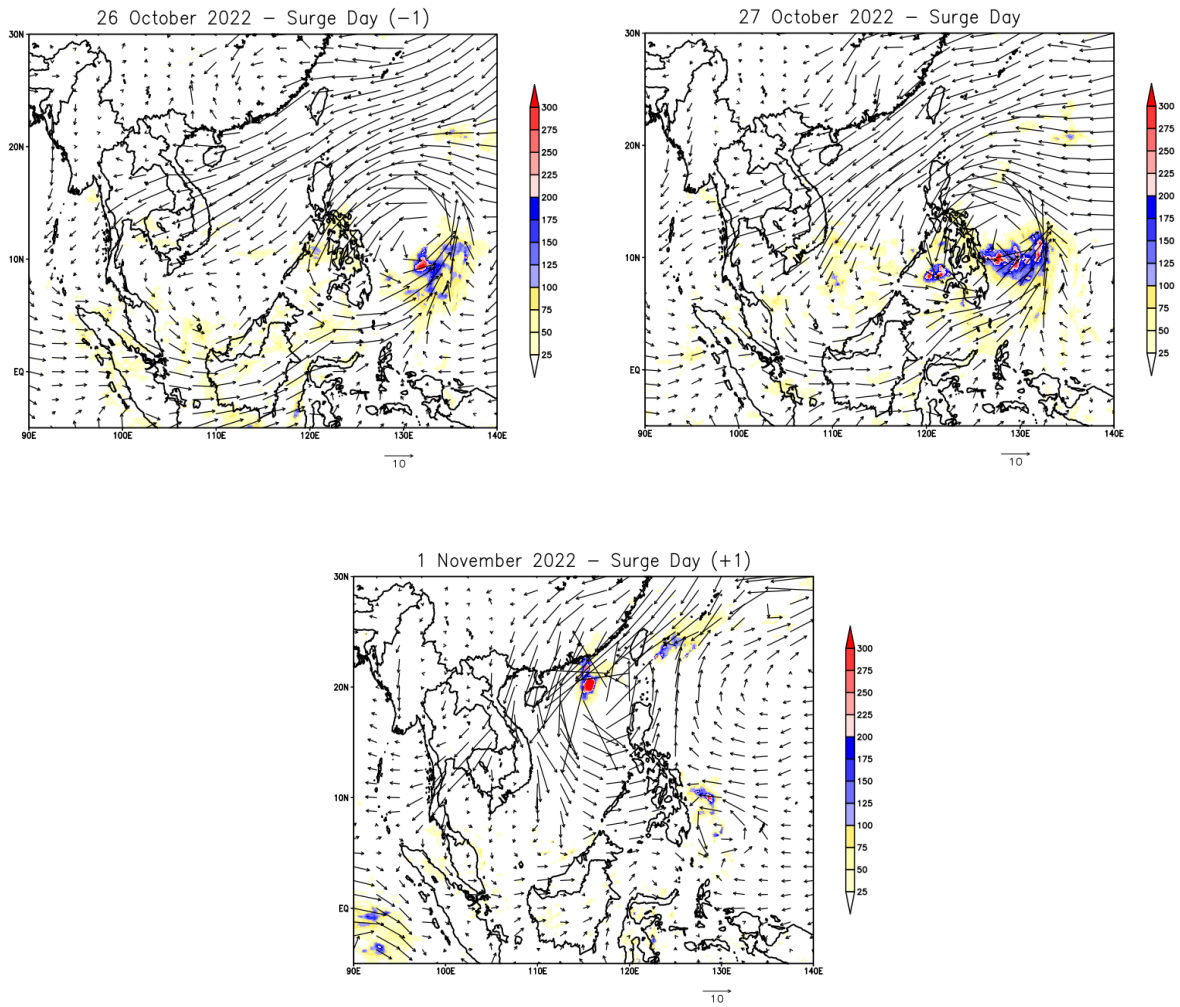 26 October 2022 – Surge Day (−1)
30N
20N
10N
EQ
90E 100E 110E 120E 130E 140E
10
300
275
250
225
200
175
150
125
100
75
50
25
27 October 2022 – Surge Day
30N
20N
10N
EQ
90E 100E 110E 120E 130E 140E
10
300
275
250
225
200
175
150
125
100
75
50
25
1 November 2022 – Surge Day (+1)
30N
20N
10N
EQ
90E 100E 110E 120E 130E 140E
10
300
275
250
225
200
175
150
125
100
75
50
25